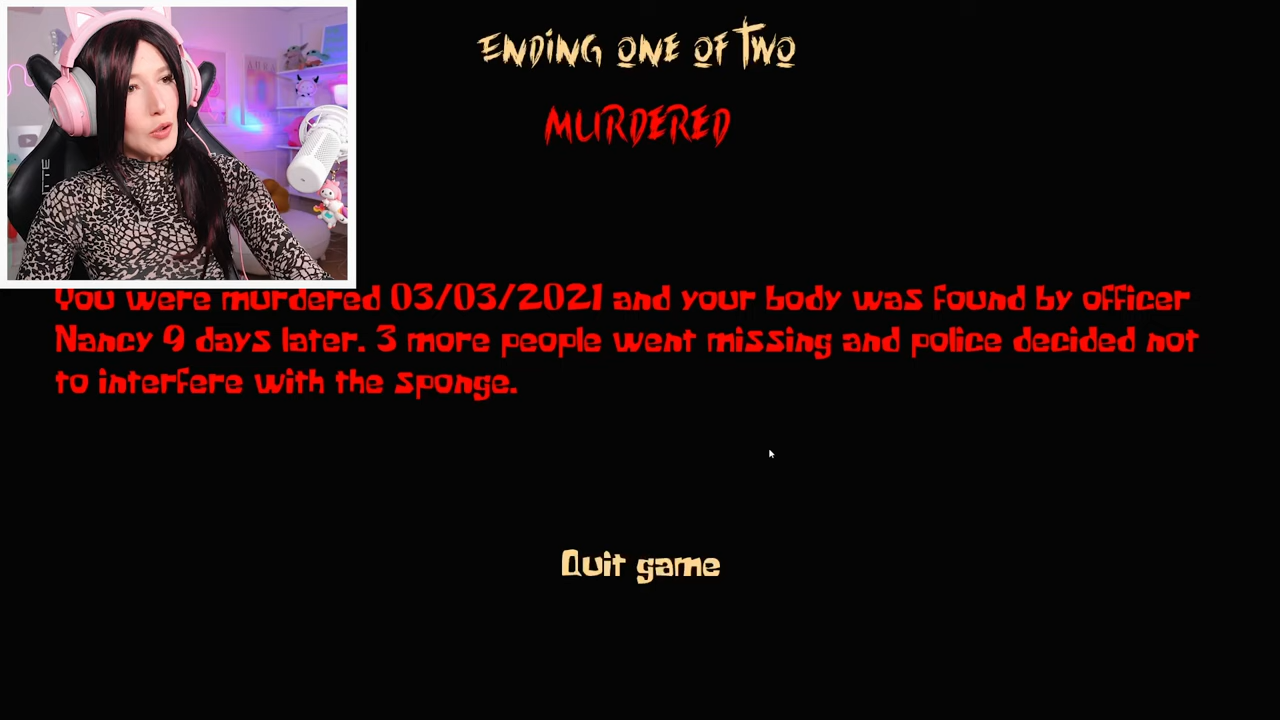 ENDING ONE OF TWO
MURDERED
You were murdered 03/03/2021 and your body was found by officer
Nancy 9 days later. 3 more people went missing and police decided not
to interfere with the sponge.
Quit game